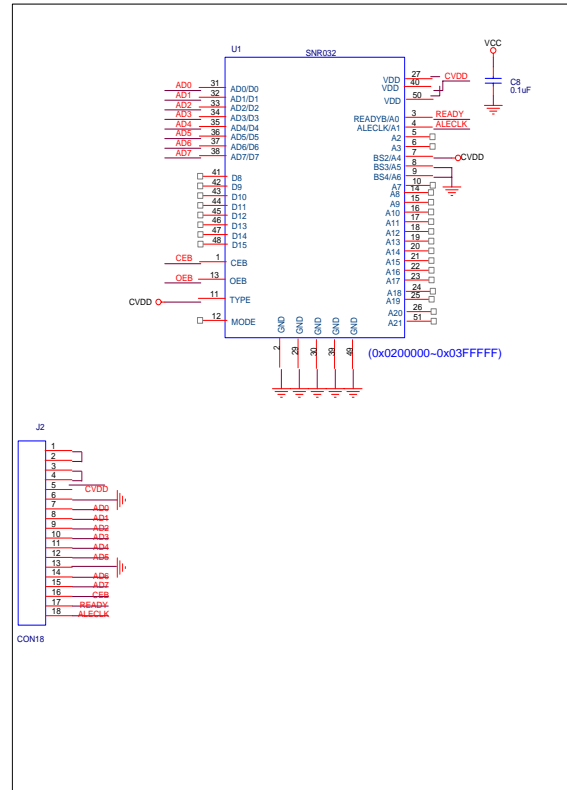 U1
SNR032
AD0 31 AD0/D0
AD1 32 AD1/D1
AD2 33 AD2/D2
AD3 34 AD3/D3
AD4 35 AD4/D4
AD5 36 AD5/D5
AD6 37 AD6/D6
AD7 38 AD7/D7
41 D8
42 D9
43 D10
44 D11
45 D12
46 D13
47 D14
48 D15
CEB 1 CEB
OEB 13 OEB
CVDD 11 TYPE
12 MODE
VDD 27 CVDD
VDD 40
VDD 50
READYB/A0 3 READY
ALECLK/A1 4 ALECLK
A2 5
A3 6
BS2/A4 7 CVDD
BS3/A5 8
BS4/A6 9
A7 10
A8 14
A9 15
A10 16
A11 17
A12 18
A13 19
A14 20
A15 21
A16 22
A17 23
A18 24
A19 25
A20 26
A21 51
GND GND GND GND GND
2 29 30 39 49
VCC
C8
0.1uF
(0x0200000~0x03FFFFF)
J2
1
2
3
4
5 CVDD
6
7 AD0
8 AD1
9 AD2
10 AD3
11 AD4
12 AD5
13
14 AD6
15 AD7
16 CEB
17 READY
18 ALECLK
CON18